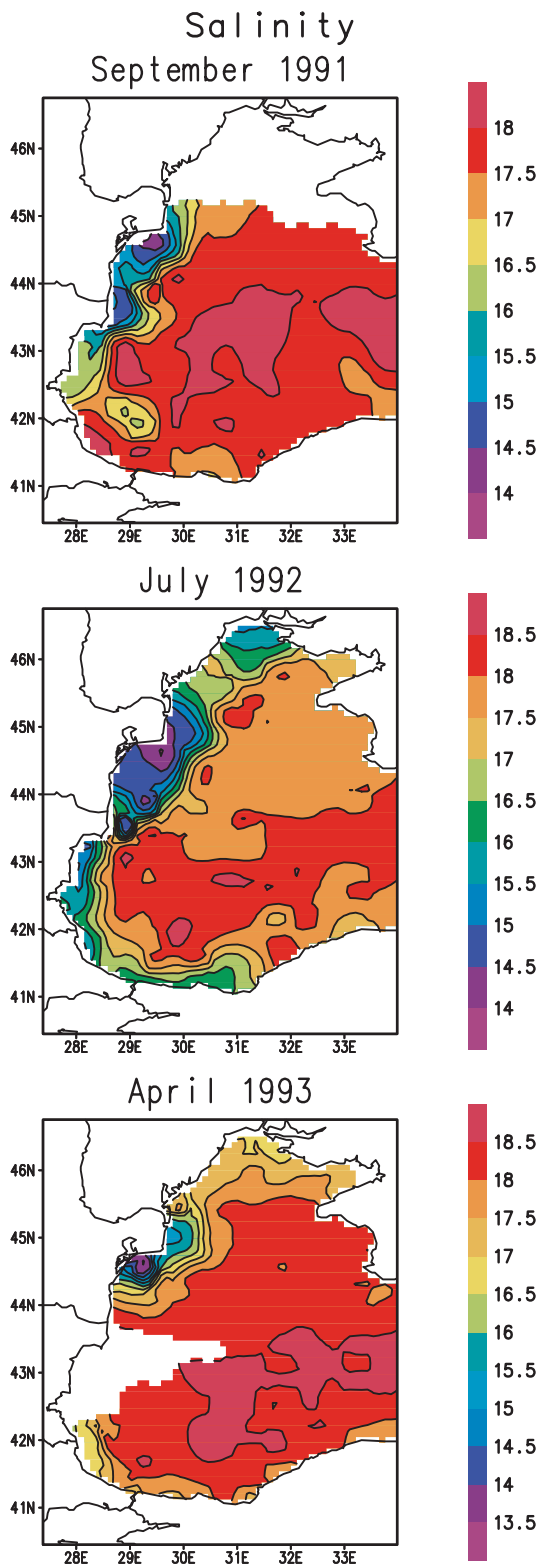 Salinity
September 1991
46N
45N
44N
43N
42N
41N
28E 29E 30E 31E 32E 33E
18
17.5
17
16.5
16
15.5
15
14.5
14
July 1992
46N
45N
44N
43N
42N
41N
28E 29E 30E 31E 32E 33E
18.5
18
17.5
17
16.5
16
15.5
15
14.5
14
April 1993
46N
45N
44N
43N
42N
41N
28E 29E 30E 31E 32E 33E
18.5
18
17.5
17
16.5
16
15.5
15
14.5
14
13.5